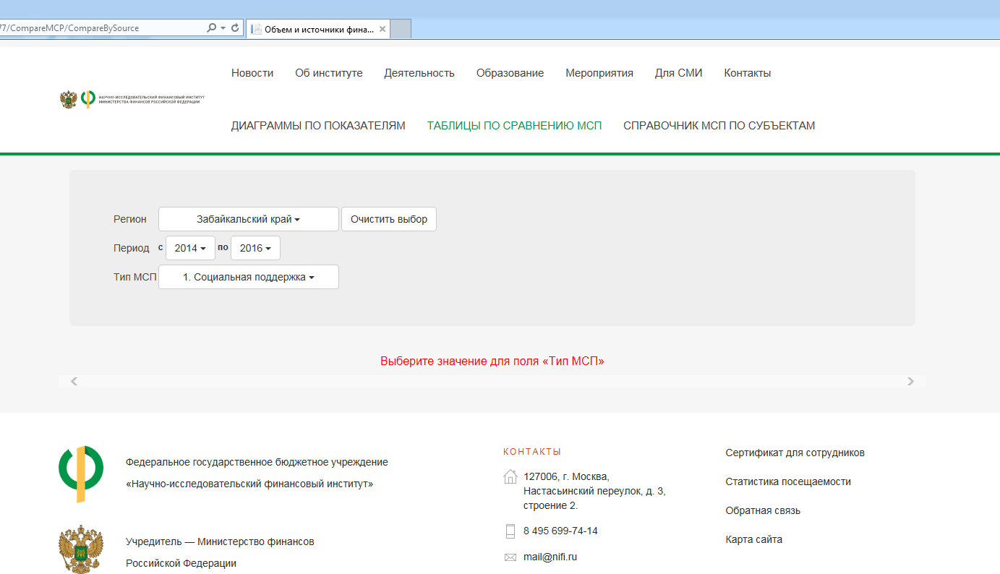 77/CompareMCP/CompareBySource
Объем и источники фина...
Новости Об институте Деятельность Образование Мероприятия Для СМИ Контакты
НАУЧНО-ИССЛЕДОВАТЕЛЬСКИЙ ФИНАНСОВЫЙ ИНСТИТУТ
МИНИСТЕРСТВА ФИНАНСОВ РОССИЙСКОЙ ФЕДЕРАЦИИ
ДИАГРАММЫ ПО ПОКАЗАТЕЛЯМ ТАБЛИЦЫ ПО СРАВНЕНИЮ МСП СПРАВОЧНИК МСП ПО СУБЪЕКТАМ
Регион Забайкальский край Очистить выбор
Период с 2014 по 2016
Тип МСП 1. Социальная поддержка
Выберите значение для поля «Тип МСП»
Федеральное государственное бюджетное учреждение
«Научно-исследовательский финансовый институт»
Учредитель — Министерство финансов
Российской Федерации
КОНТАКТЫ
127006, г. Москва,
Настасьинский переулок, д. 3,
строение 2.
8 495 699-74-14
mail@nifi.ru
Сертификат для сотрудников
Статистика посещаемости
Обратная связь
Карта сайта